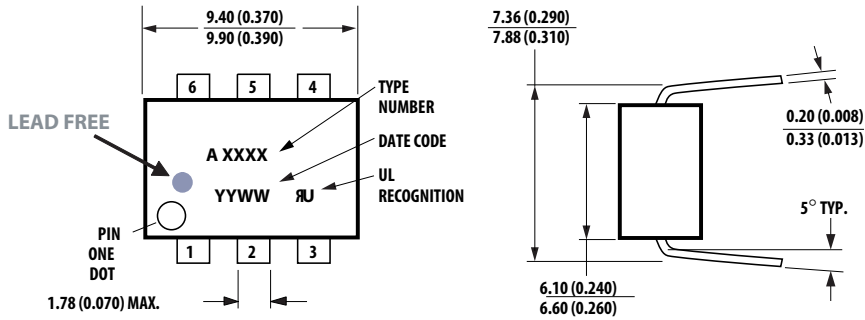 9.40 (0.370)
9.90 (0.390)
7.36 (0.290)
7.88 (0.310)
6 5 4
TYPE
NUMBER
LEAD FREE
DATE CODE
A XXXX
YYWW
UL
RECOGNITION
PIN
ONE
DOT
1 2 3
1.78 (0.070) MAX.
0.20 (0.008)
0.33 (0.013)
5° TYP.
6.10 (0.240)
6.60 (0.260)